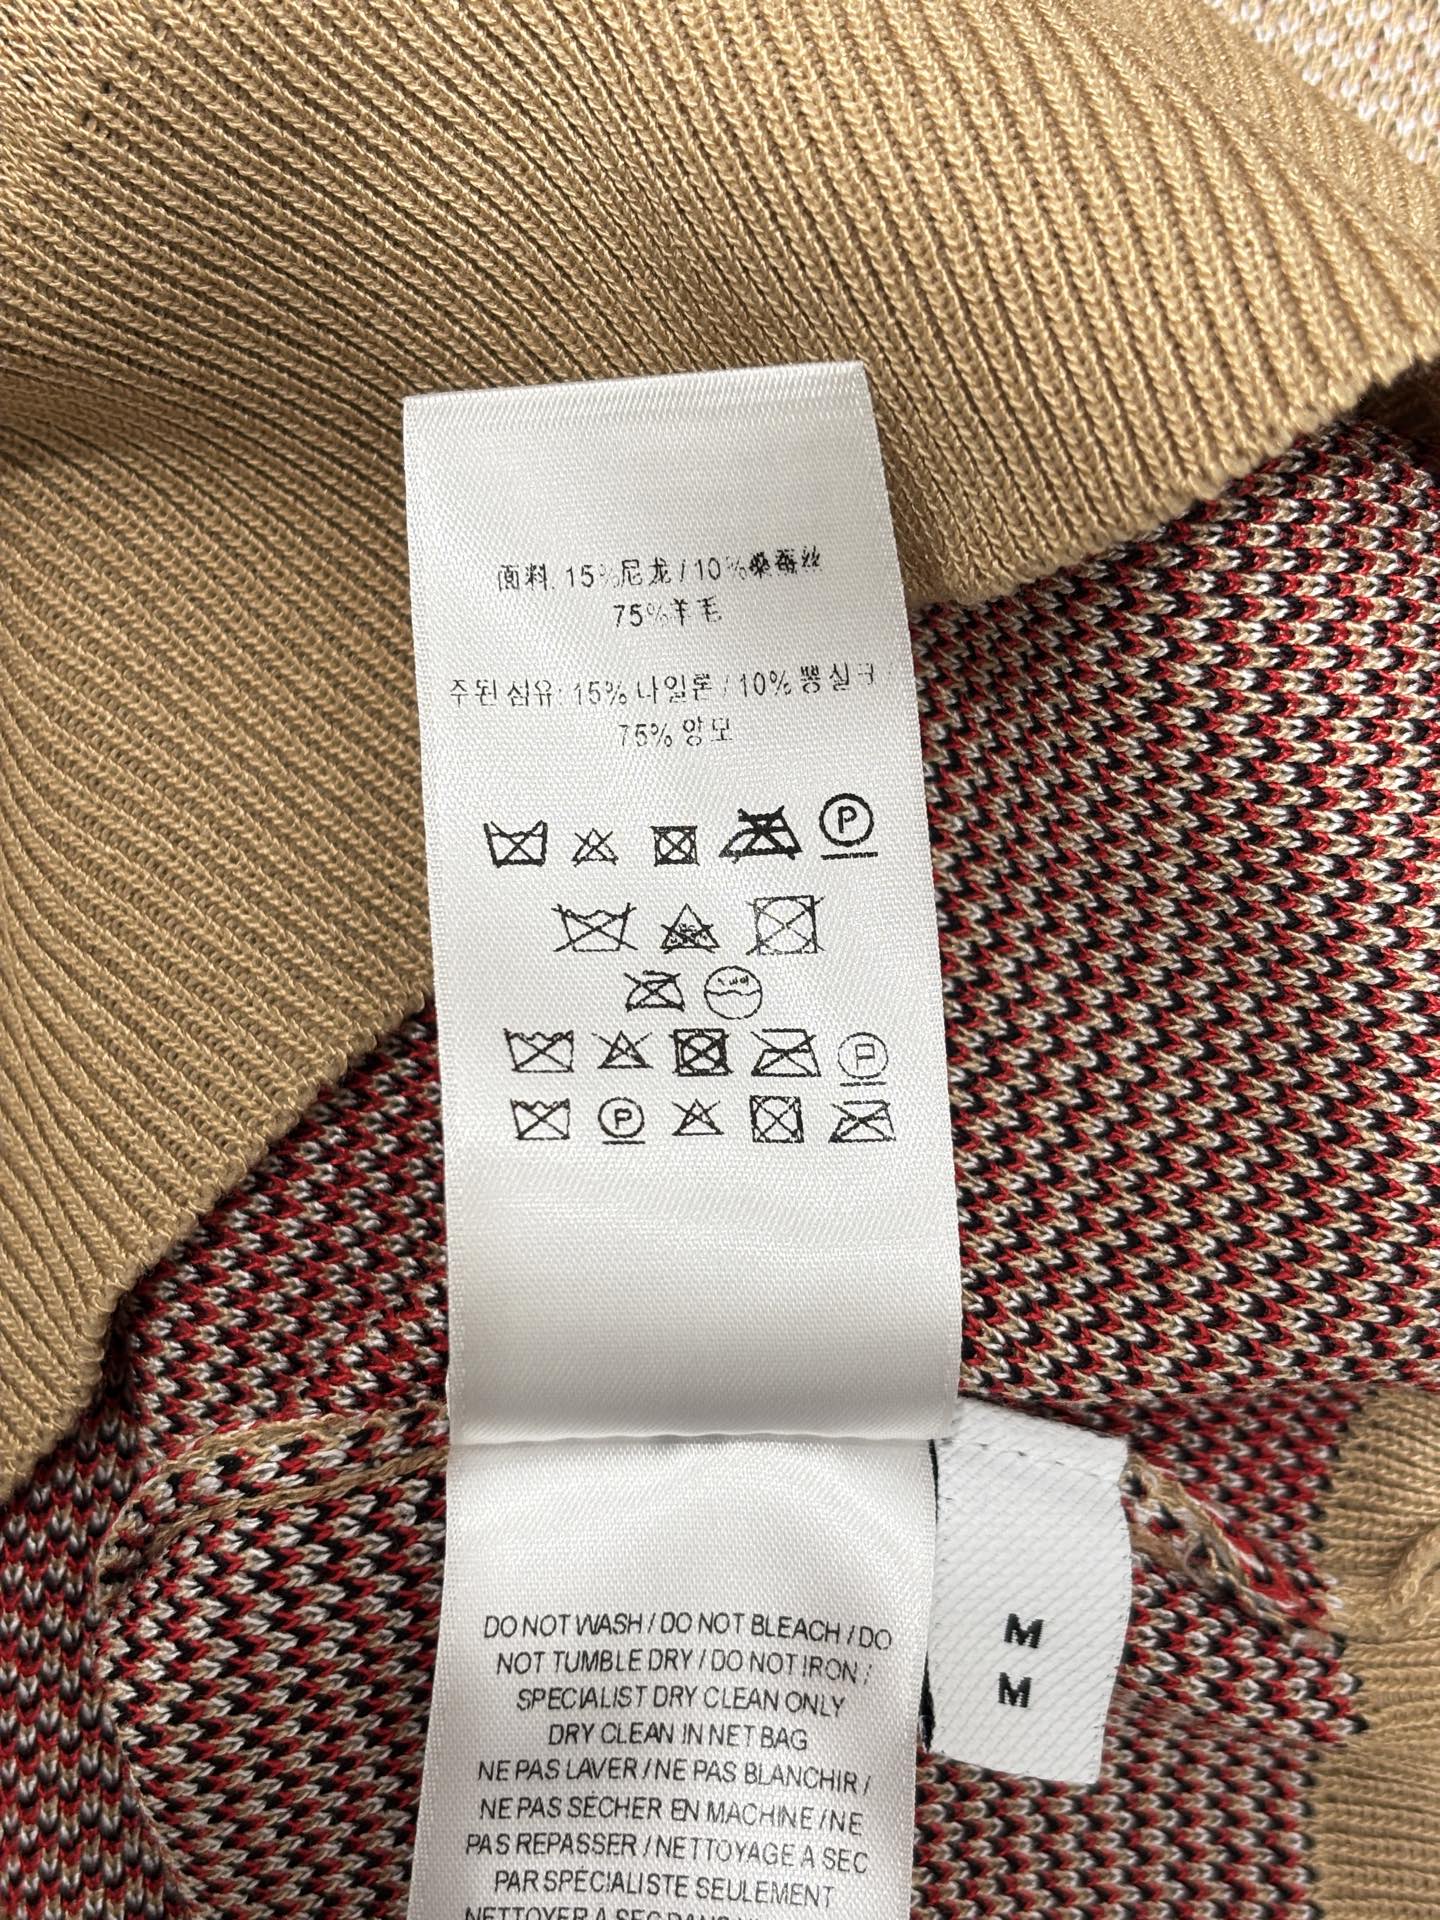 面料: 15%尼龙 / 10%桑蚕丝
75%羊毛
주된 섬유: 15% 나일론 / 10% 뽕 실크 /
75% 양모
P
P
P
DO NOT WASH / DO NOT BLEACH / DO
NOT TUMBLE DRY / DO NOT IRON /
SPECIALIST DRY CLEAN ONLY
DRY CLEAN IN NET BAG
NE PAS LAVER / NE PAS BLANCHIR /
NE PAS SÉCHER EN MACHINE / NE
PAS REPASSER / NETTOYAGE A SEC
PAR SPÉCIALISTE SEULEMENT
NETTOYER A SEC DANS
M
M